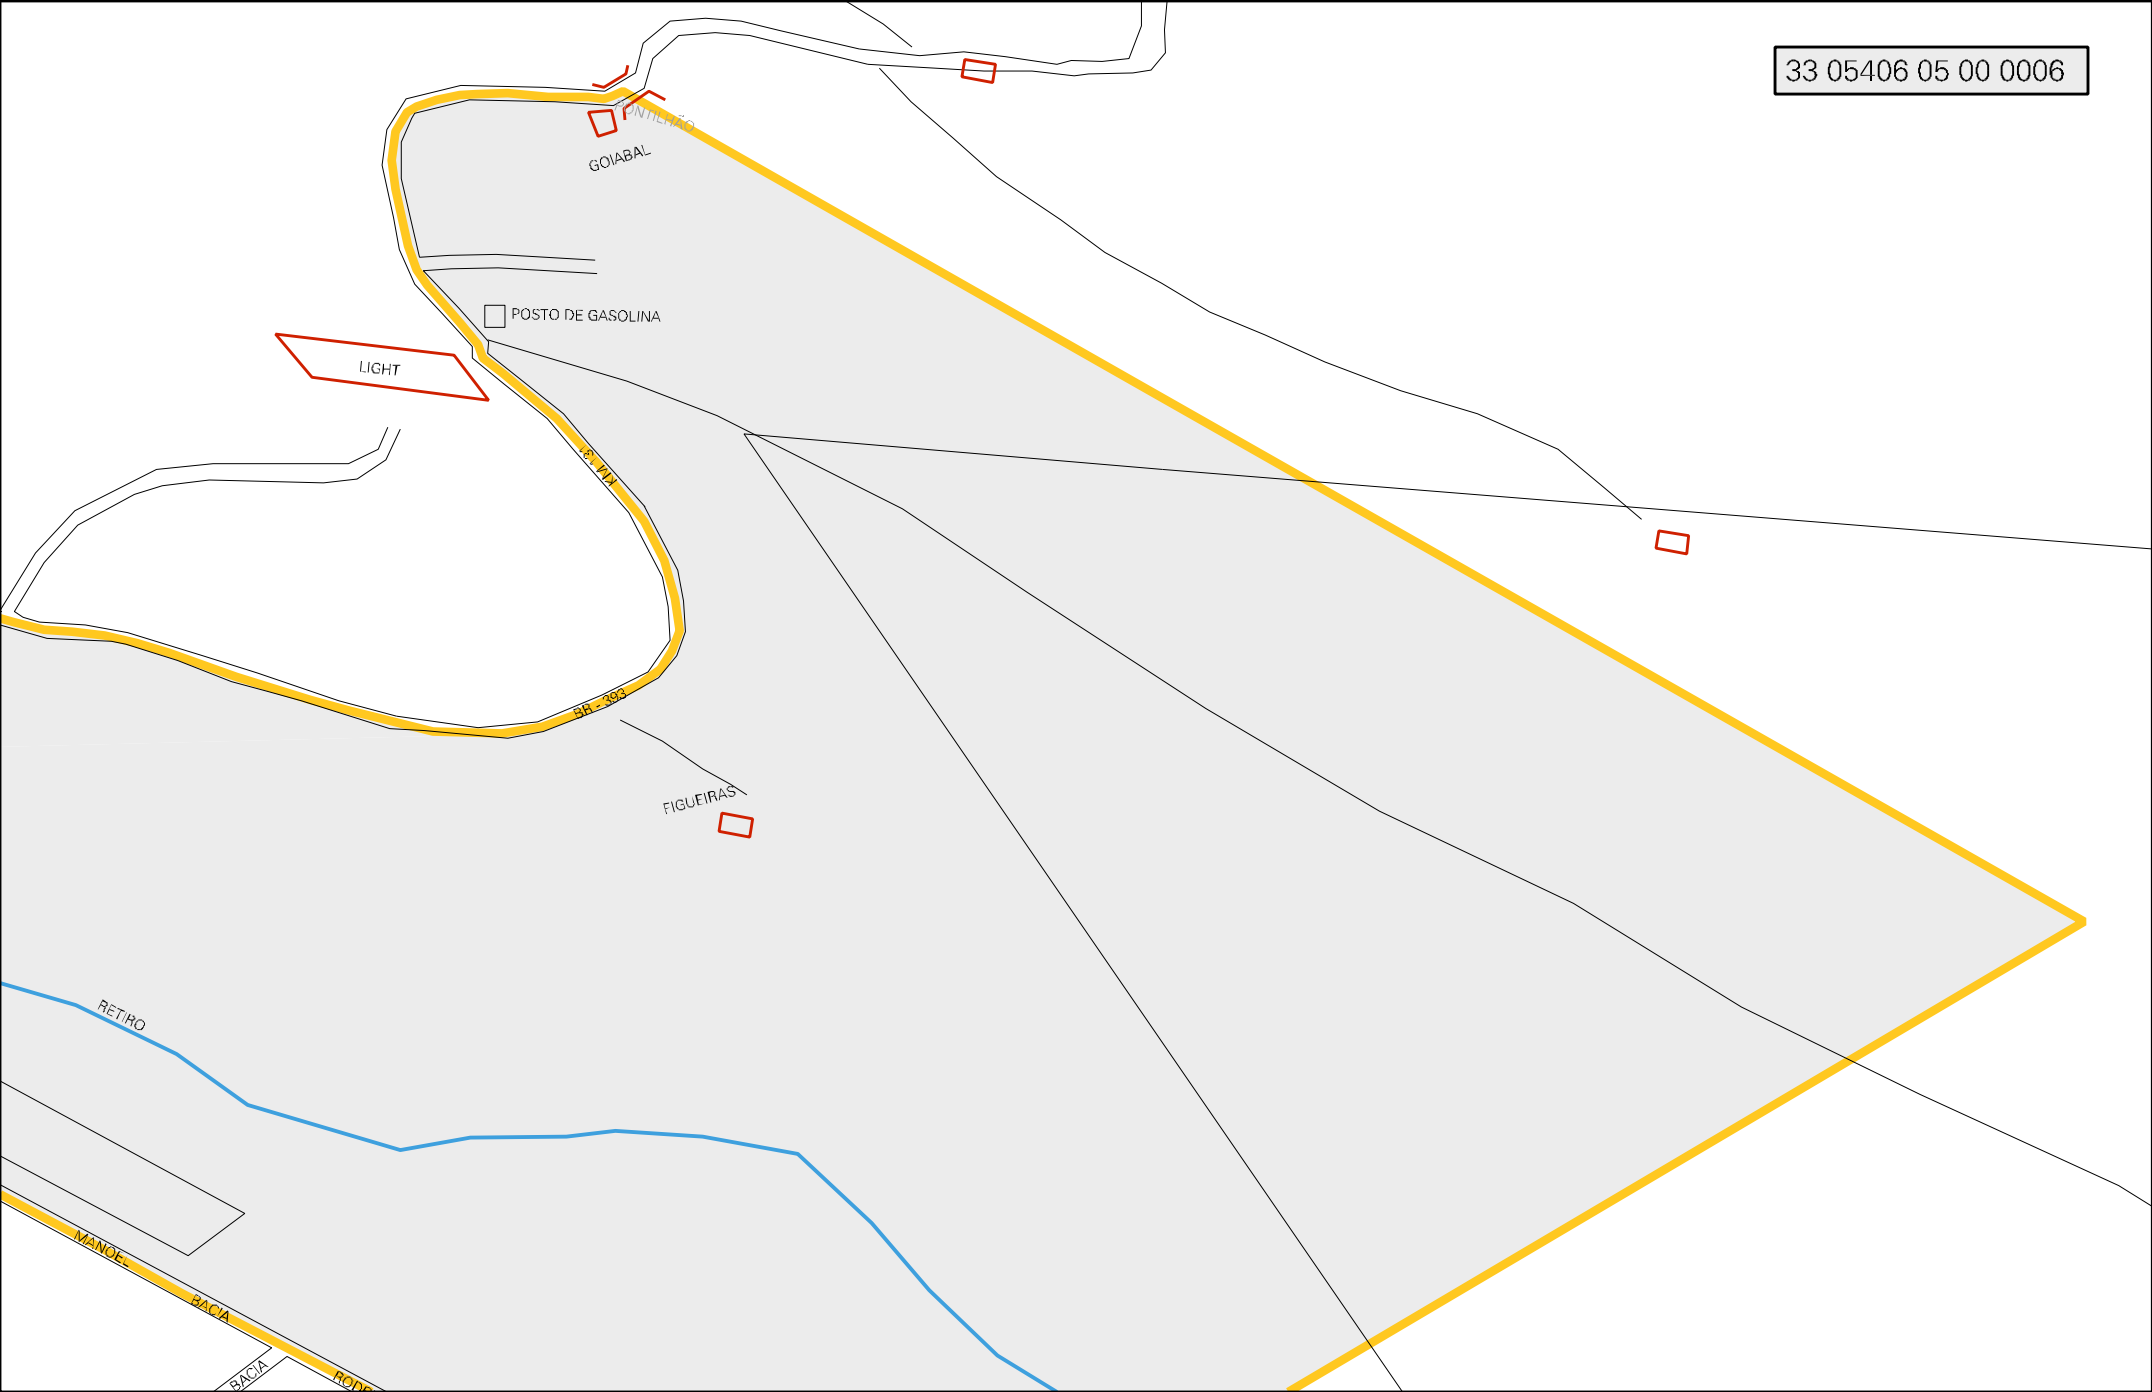 33 05406 05 00 0006
PONTILHÃO
GOIABAL
POSTO DE GASOLINA
LIGHT
KM 131
BR - 393
FIGUEIRAS
RETIRO
MANOEL
BACIA
BACIA